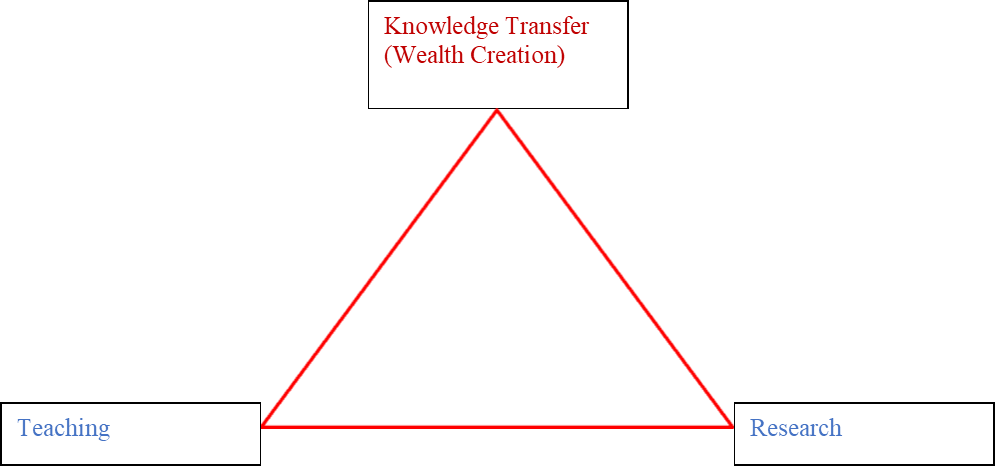 Knowledge Transfer
(Wealth Creation)
Teaching
Research